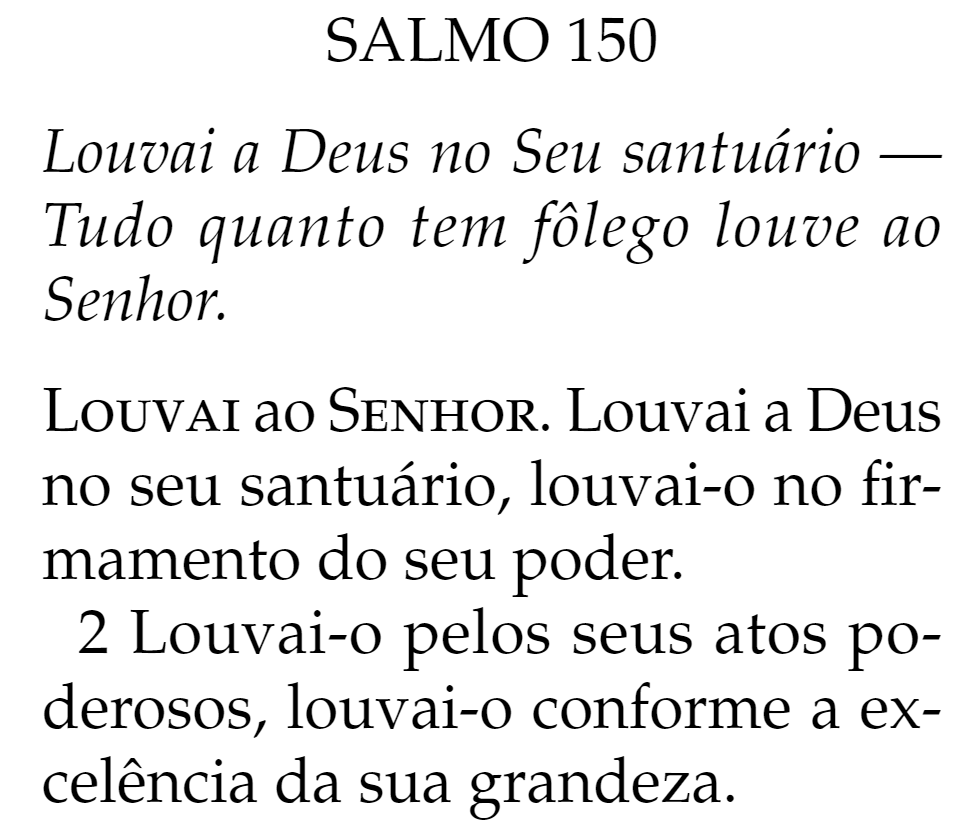 SALMO 150
Louvai a Deus no Seu santuário —
Tudo quanto tem fôlego louve ao
Senhor.
LOUVAI ao SENHOR. Louvai a Deus
no seu santuário, louvai-o no fir-
mamento do seu poder.
2 Louvai-o pelos seus atos po-
derosos, louvai-o conforme a ex-
celência da sua grandeza.